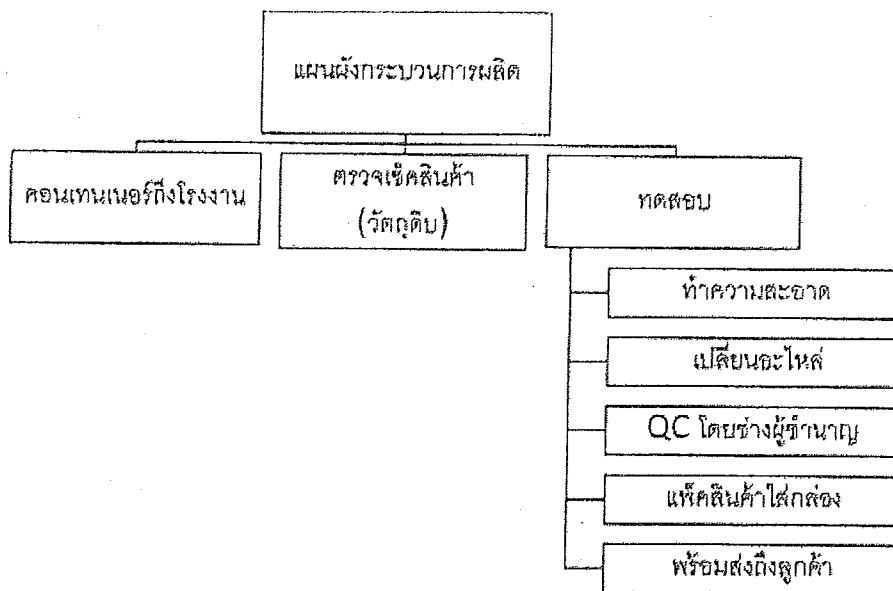 แผนผังกระบวนการผลิต
คอนเทนเนอร์ถึงโรงงาน
ตรวจเช็คสินค้า
(วัตถุดิบ)
ทดสอบ
ทำความสะอาด
เปลี่ยนอะไหล่
QC โดยช่างผู้ชำนาญ
แพ็คสินค้าใส่กล่อง
พร้อมส่งถึงลูกค้า